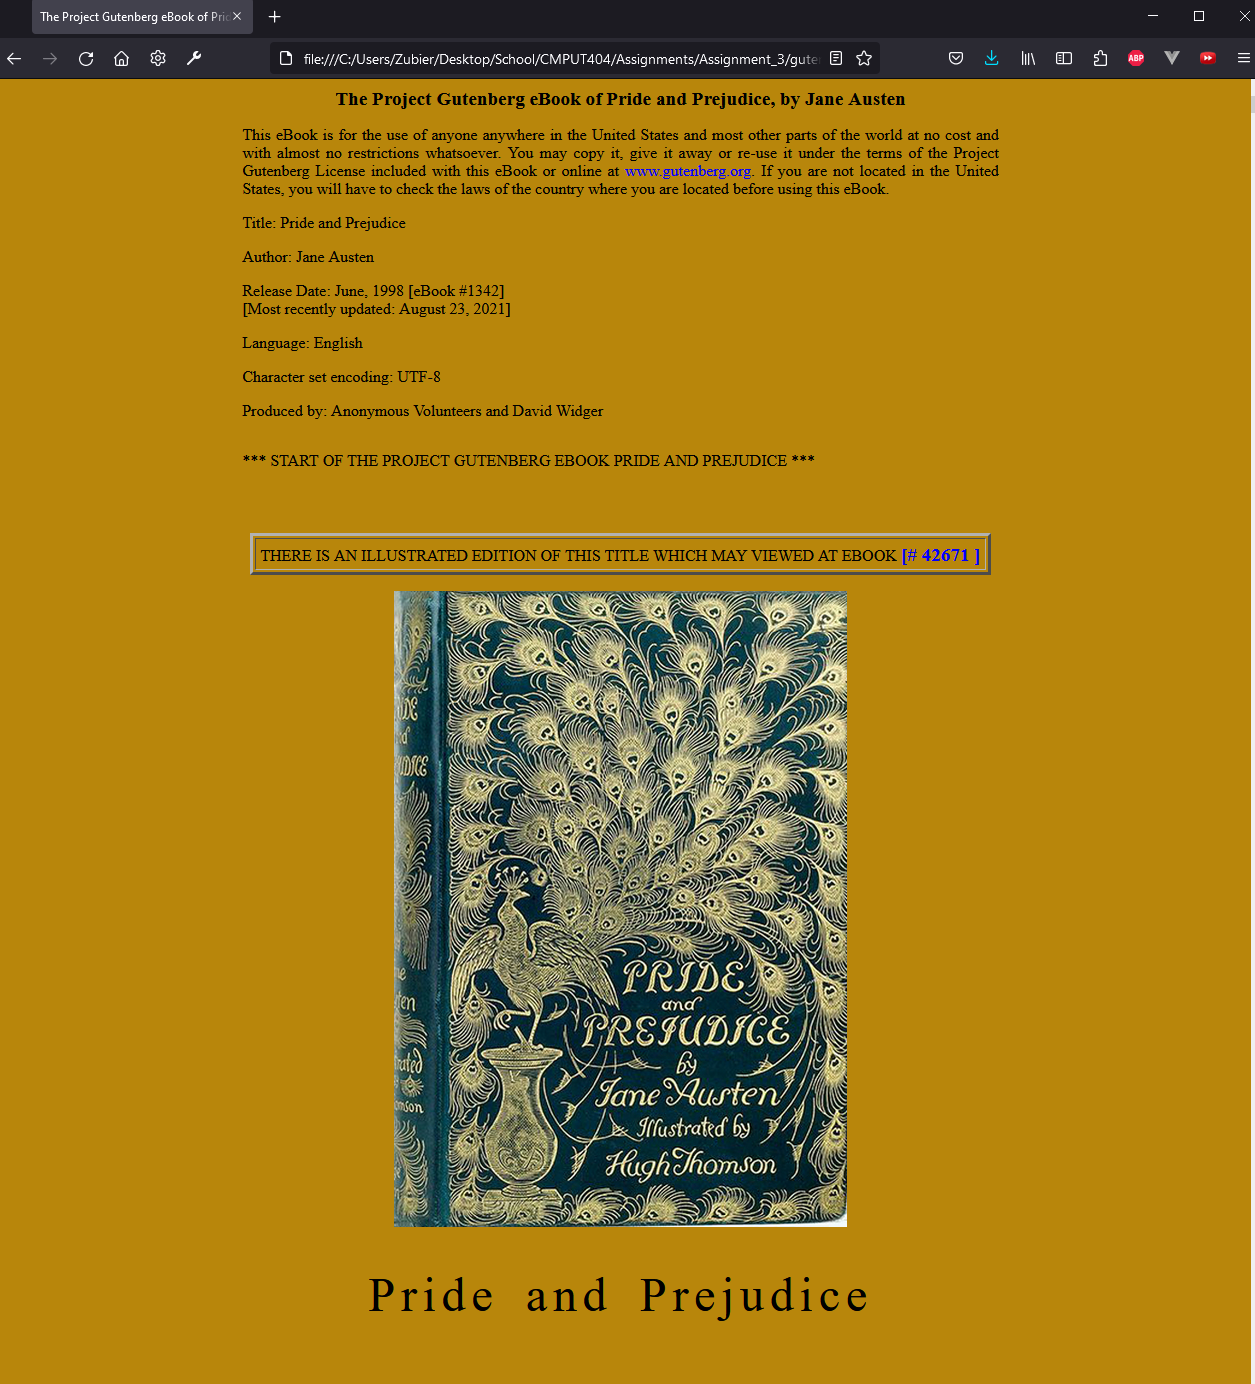 The Project Gutenberg eBook of Pri
file:///C:/Users/Zubier/Desktop/School/CMPUT404/Assignments/Assignment_3/gute
ABP
The Project Gutenberg eBook of Pride and Prejudice, by Jane Austen
This eBook is for the use of anyone anywhere in the United States and most other parts of the world at no cost and
with almost no restrictions whatsoever. You may copy it, give it away or re-use it under the terms of the Project
Gutenberg License included with this eBook or online at www.gutenberg.org. If you are not located in the United
States, you will have to check the laws of the country where you are located before using this eBook.
Title: Pride and Prejudice
Author: Jane Austen
Release Date: June, 1998 [eBook #1342]
[Most recently updated: August 23, 2021]
Language: English
Character set encoding: UTF-8
Produced by: Anonymous Volunteers and David Widger
*** START OF THE PROJECT GUTENBERG EBOOK PRIDE AND PREJUDICE ***
THERE IS AN ILLUSTRATED EDITION OF THIS TITLE WHICH MAY VIEWED AT EBOOK [# 42671 ]
PRIDE
and
PREJUDICE
by
Jane Austen
Illustrated by
Hugh Thomson
Pride and Prejudice